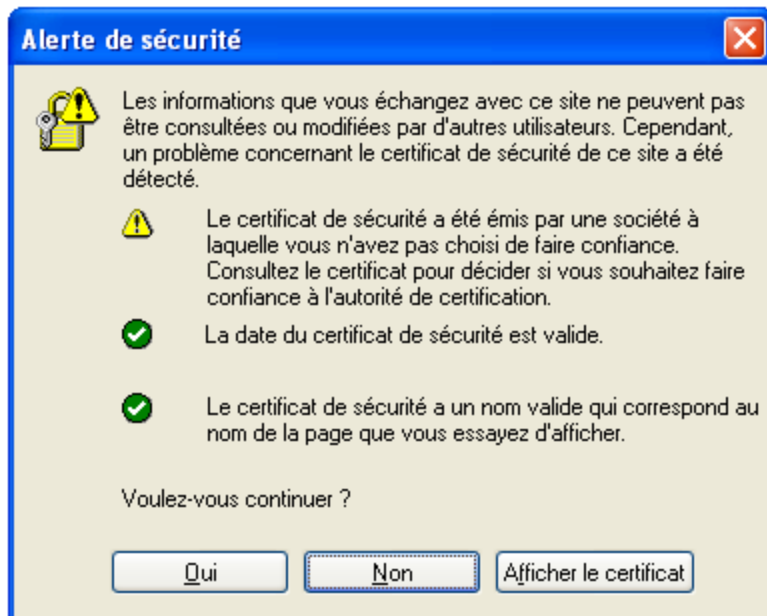 Alerte de sécurité
Les informations que vous échangez avec ce site ne peuvent pas
être consultées ou modifiées par d'autres utilisateurs. Cependant,
un problème concernant le certificat de sécurité de ce site a été
détecté.
Le certificat de sécurité a été émis par une société à
laquelle vous n'avez pas choisi de faire confiance.
Consultez le certificat pour décider si vous souhaitez faire
confiance à l'autorité de certification.
La date du certificat de sécurité est valide.
Le certificat de sécurité a un nom valide qui correspond au
nom de la page que vous essayez d'afficher.
Voulez-vous continuer ?
Oui Non Afficher le certificat